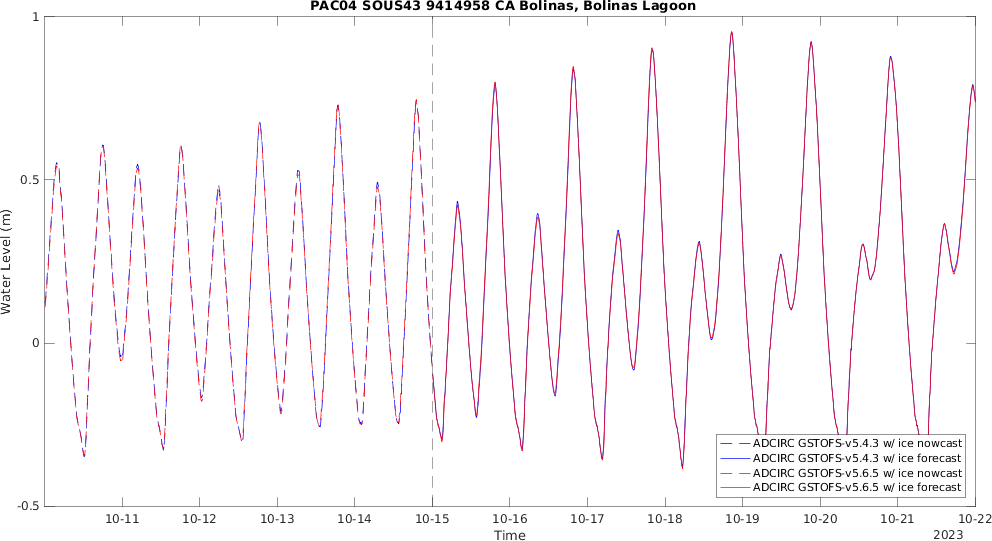 PAC04 SOUS43 9414958 CA Bolinas, Bolinas Lagoon
1
0.5
0
-0.5
Water Level (m)
ADCIRC GSTOFS-v5.4.3 w/ ice nowcast
ADCIRC GSTOFS-v5.4.3 w/ ice forecast
ADCIRC GSTOFS-v5.6.5 w/ ice nowcast
ADCIRC GSTOFS-v5.6.5 w/ ice forecast
10-11 10-12 10-13 10-14 10-15 10-16 10-17 10-18 10-19 10-20 10-21 10-22
Time
2023